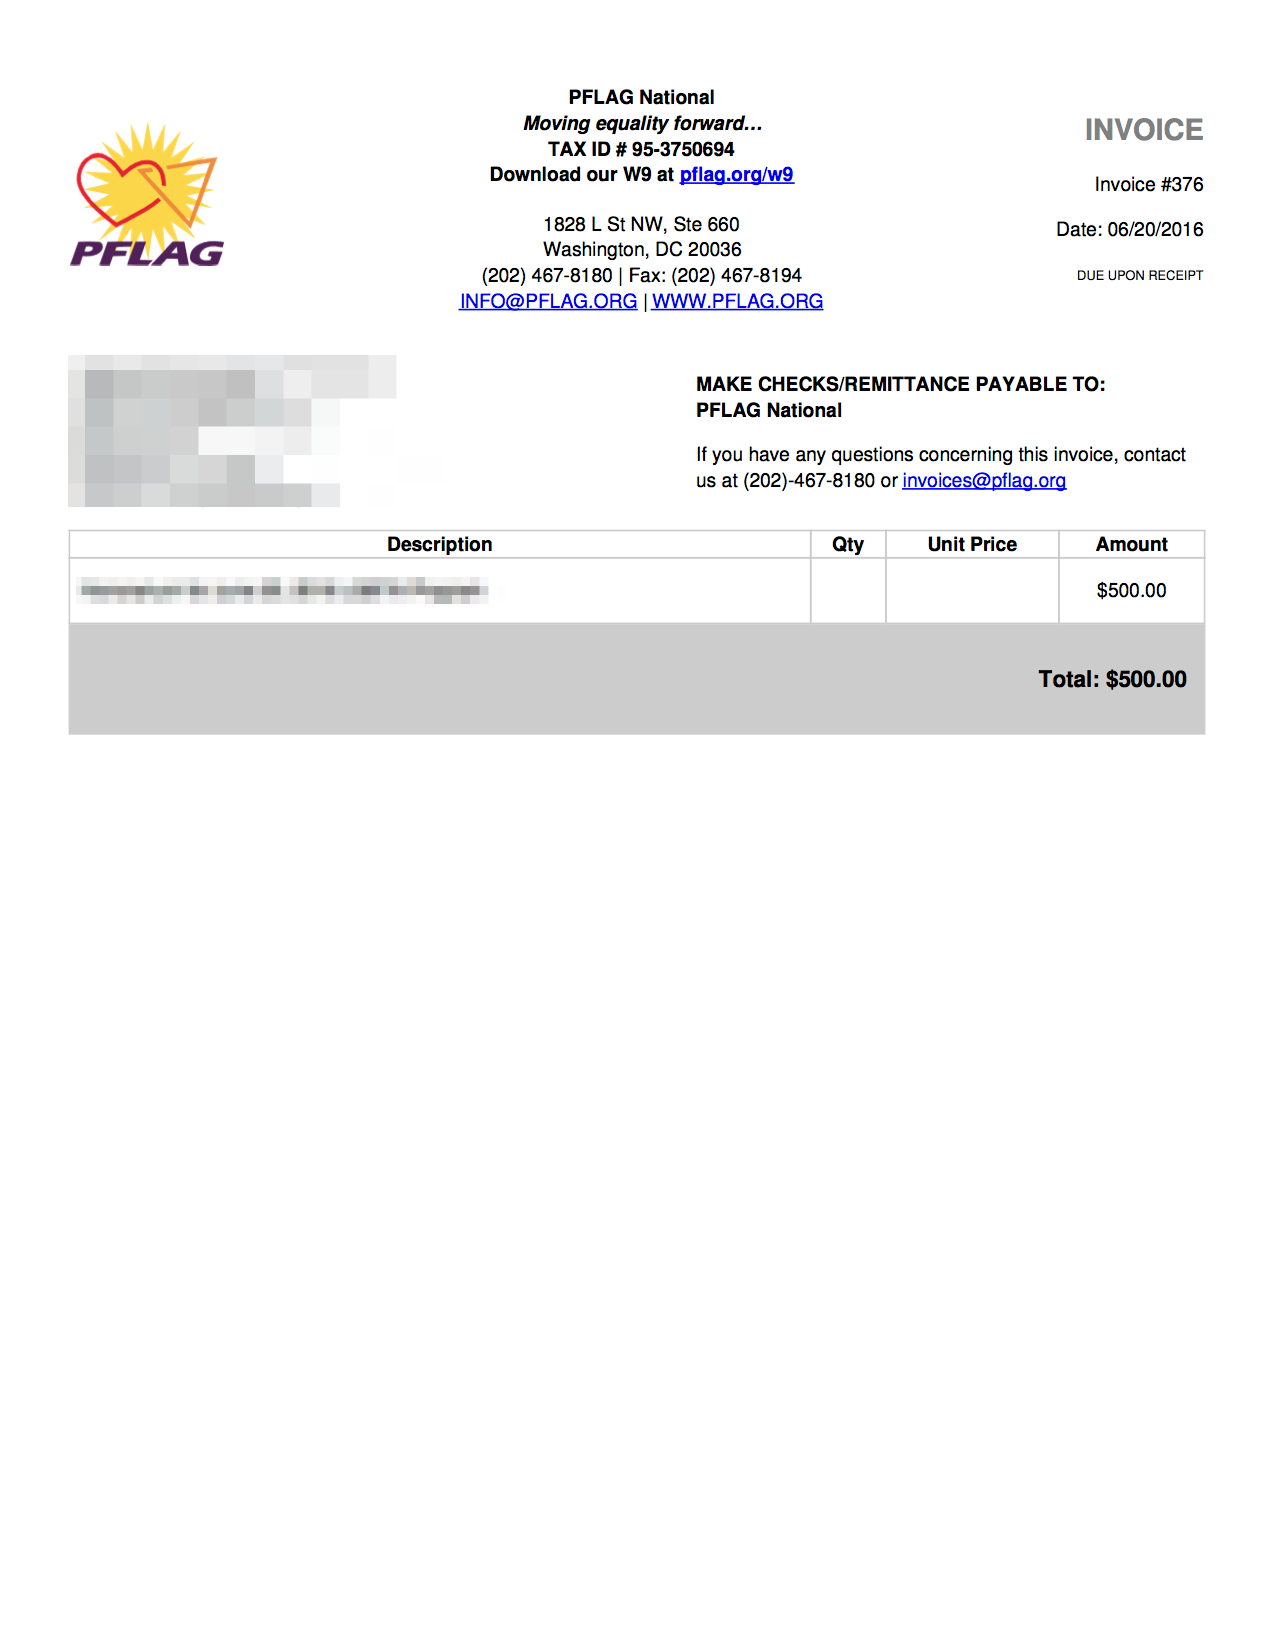 PFLAG National
Moving equality forward...
TAX ID # 95-3750694
Download our W9 at pflag.org/w9
1828 L St NW, Ste 660
Washington, DC 20036
(202) 467-8180 | Fax: (202) 467-8194
INFO@PFLAG.ORG | WWW.PFLAG.ORG
PFLAG
INVOICE
Invoice #376
Date: 06/20/2016
DUE UPON RECEIPT
MAKE CHECKS/REMITTANCE PAYABLE TO:
PFLAG National
If you have any questions concerning this invoice, contact
us at (202)-467-8180 or invoices@pflag.org
Description Qty Unit Price Amount
$500.00
Total: $500.00